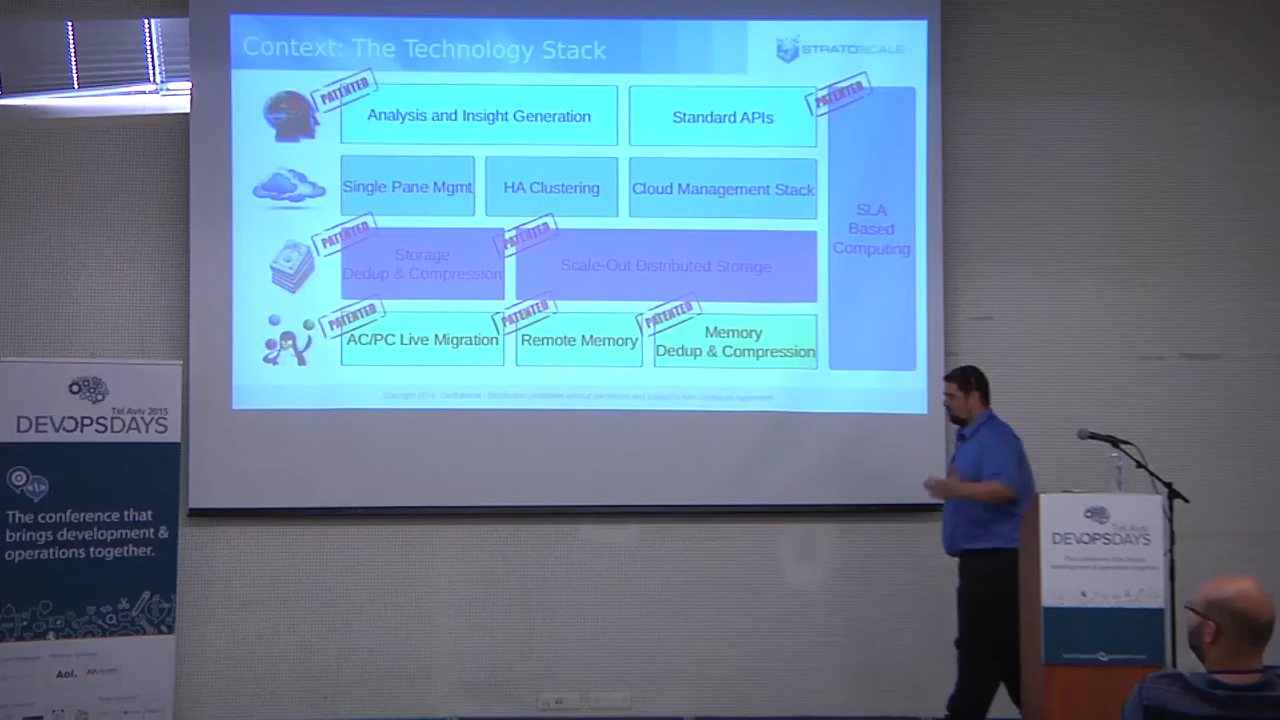 Context: The Technology Stack
STRATOSCALE
PATENTED
Analysis and Insight Generation
Standard APIs
PATENTED
Single Pane Mgmt
HA Clustering
Cloud Management Stack
SLA
Based
Computing
PATENTED
Storage
Dedup & Compression
PATENTED
Scale-Out Distributed Storage
PATENTED
AC/PC Live Migration
PATENTED
Remote Memory
PATENTED
Memory
Dedup & Compression
Tel Aviv 2015
DEVOPSDAYS
The conference that
brings development &
operations together.
Aol.
Tel Aviv
DEVOPSDAYS